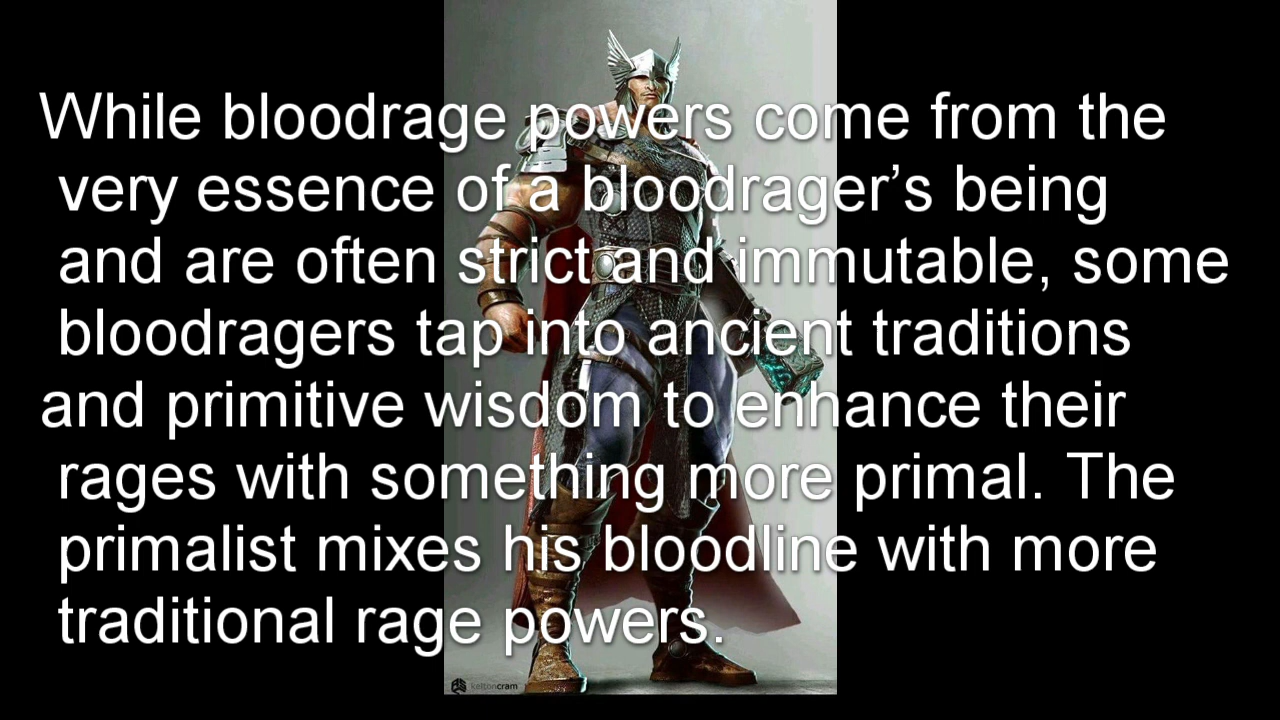 While bloodrage powers come from the
very essence of a bloodrager’s being
and are often strict and immutable, some
bloodragers tap into ancient traditions
and primitive wisdom to enhance their
rages with something more primal. The
primalist mixes his bloodline with more
traditional rage powers.
keltoncram